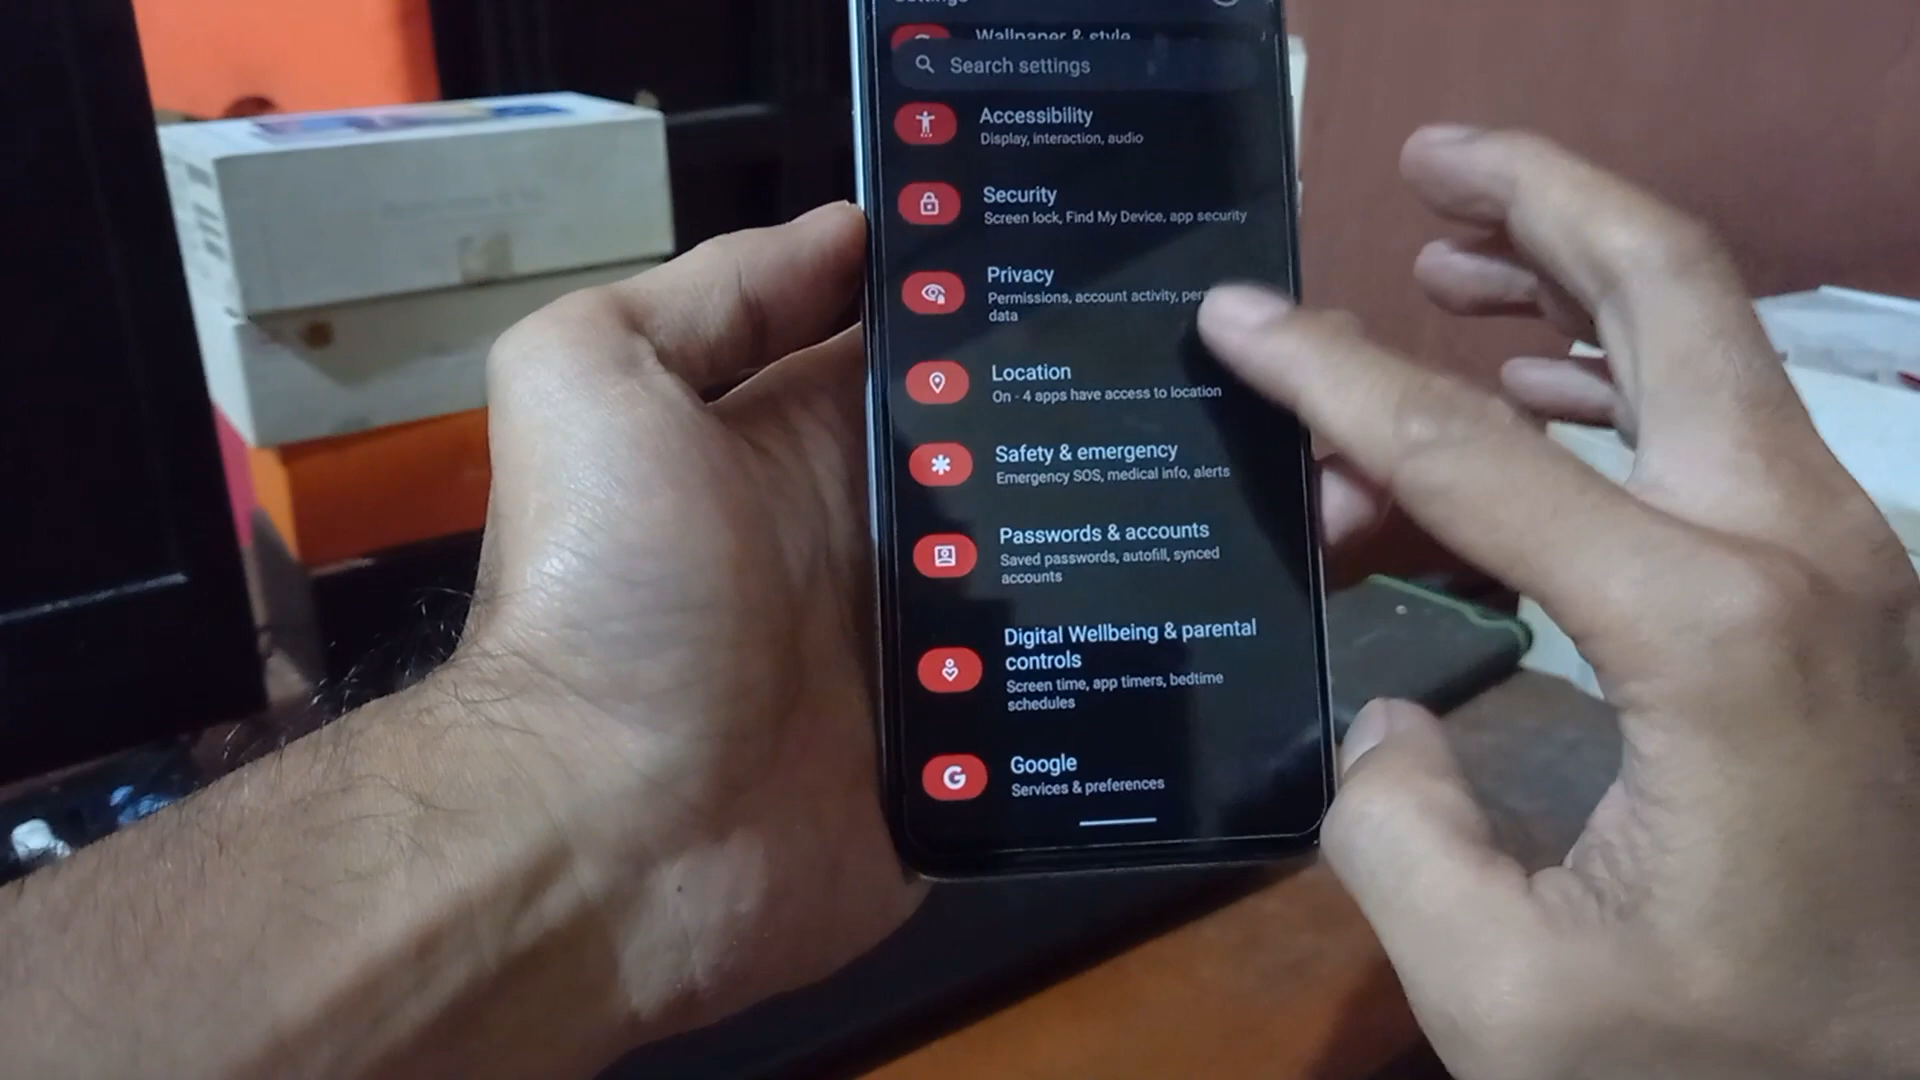 Settings
Wallpaper & style
Search settings
Accessibility
Display, interaction, audio
Security
Screen lock, Find My Device, app security
Privacy
Permissions, account activity,
data
Location
On - 4 apps have access to location
Safety & emergency
Emergency SOS, medical info, alerts
Passwords & accounts
Saved passwords, autofill, synced
accounts
Digital Wellbeing & parental
controls
Screen time, app timers, bedtime
schedules
G
Google
Services & preferences